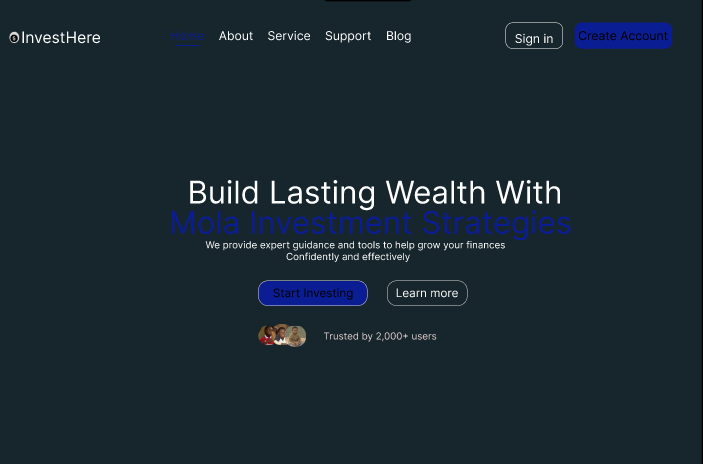 InvestHere
Home About Service Support Blog
Sign in
Create Account
Build Lasting Wealth With
Mola Investment Strategies
We provide expert guidance and tools to help grow your finances
Confidently and effectively
Start Investing
Learn more
Trusted by 2,000+ users